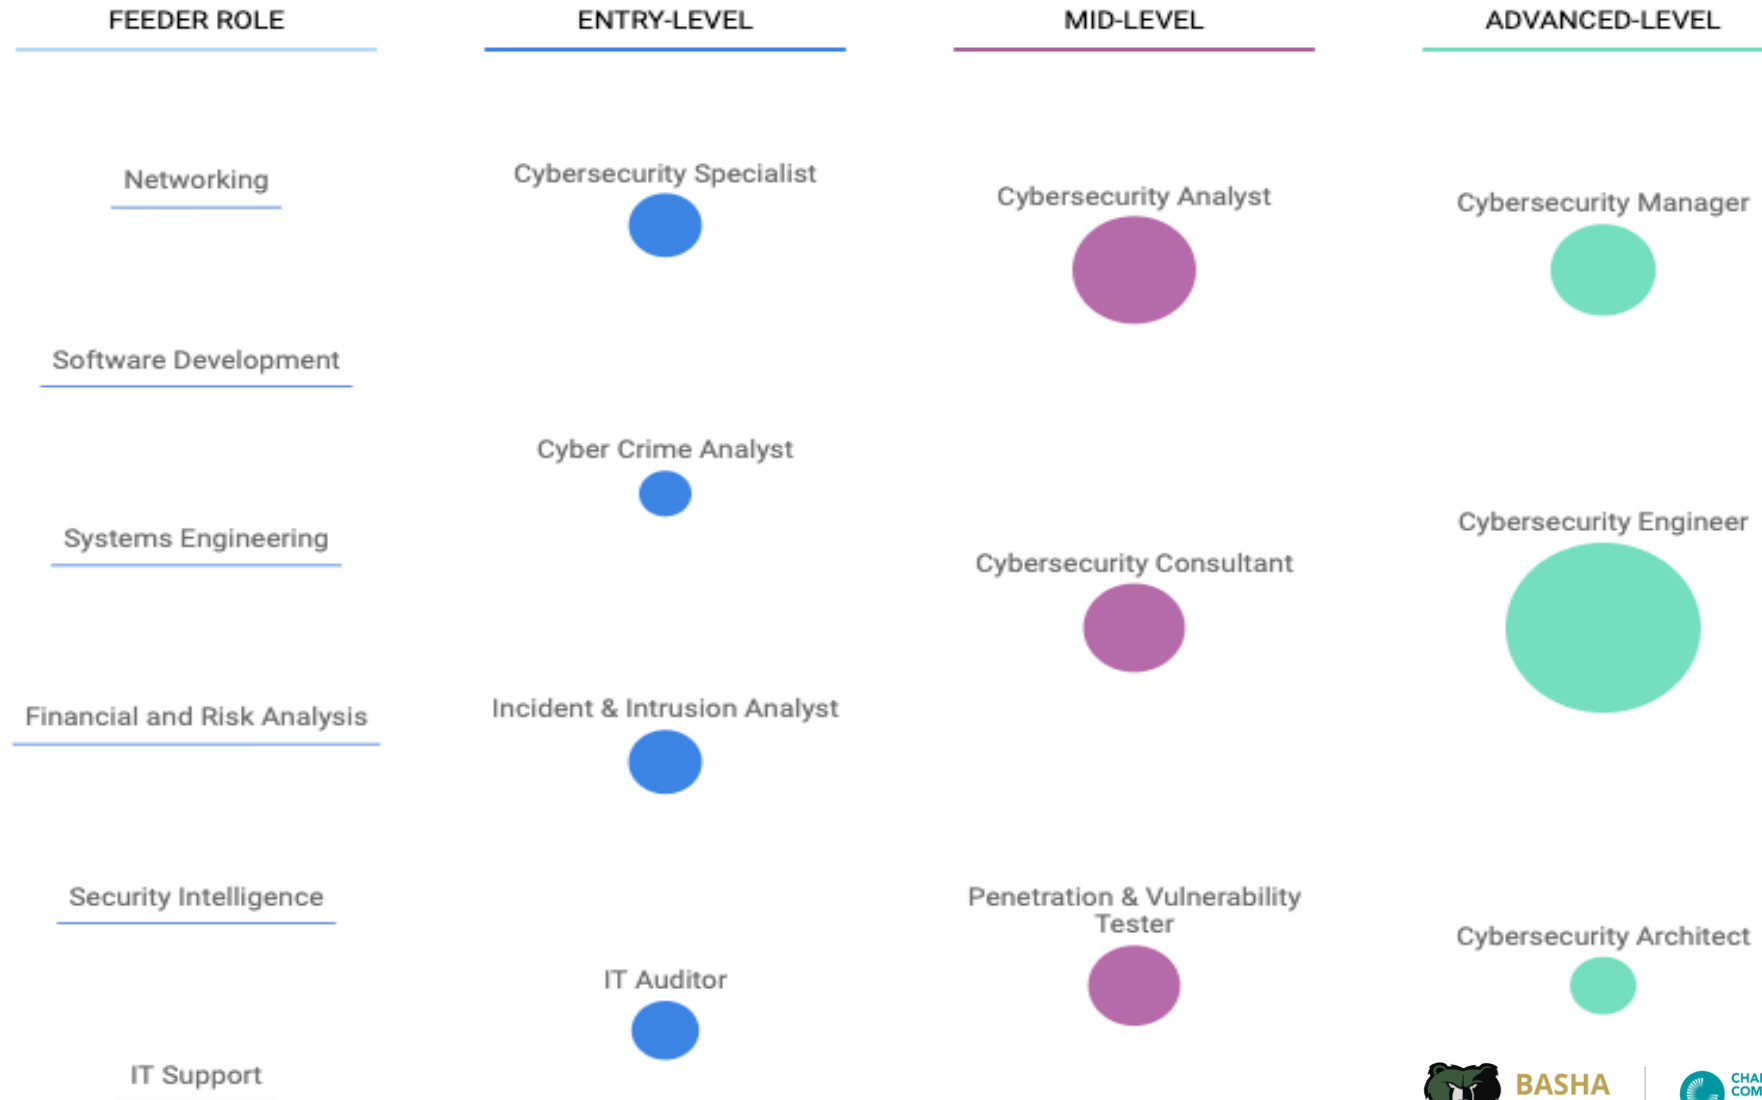 FEEDER ROLE
ENTRY-LEVEL
MID-LEVEL
ADVANCED-LEVEL
Networking
Software Development
Systems Engineering
Financial and Risk Analysis
Security Intelligence
IT Support
Cybersecurity Specialist
Cyber Crime Analyst
Incident & Intrusion Analyst
IT Auditor
Cybersecurity Analyst
Cybersecurity Consultant
Penetration & Vulnerability
Tester
Cybersecurity Manager
Cybersecurity Engineer
Cybersecurity Architect
BASHA